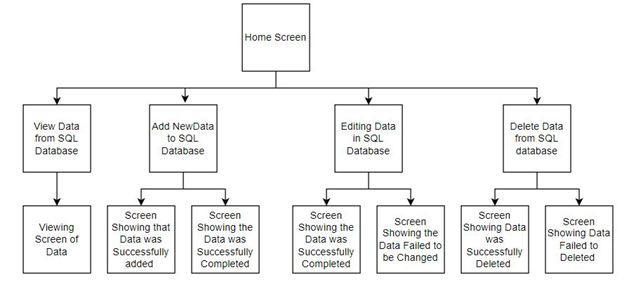 Home Screen
View Data
from SQL
Database
Add NewData
to SQL
Database
Editing Data
in SQL
Database
Delete Data
from SQL
database
Viewing
Screen of
Data
Screen
Showing that
Data was
Successfully
added
Screen
Showing the
Data was
Successfully
Completed
Screen
Showing the
Data was
Successfully
Completed
Screen
Showing the
Data Failed to
be Changed
Screen
Showing Data
was
Successfully
Deleted
Screen
Showing Data
Failed to
Deleted